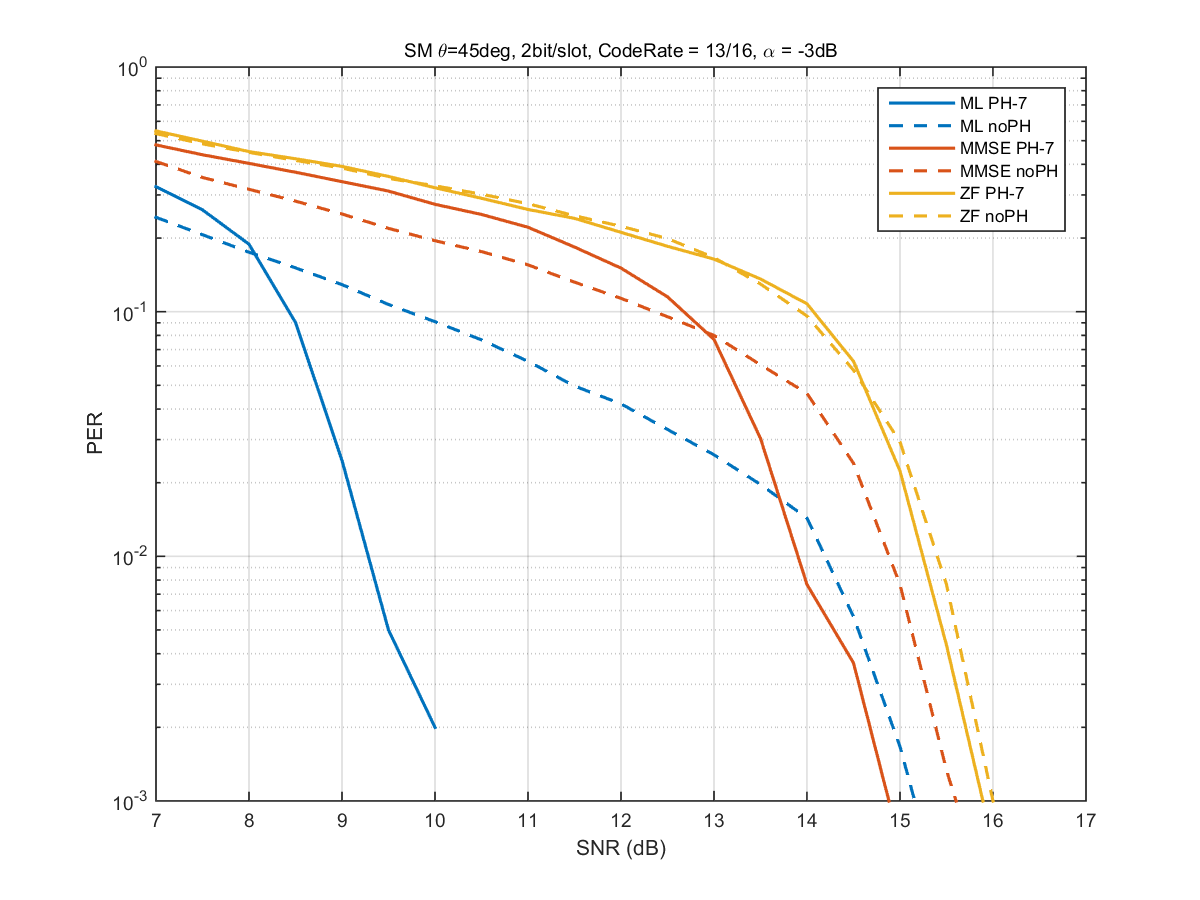 SM θ=45deg, 2bit/slot, CodeRate = 13/16, α = -3dB
10^0
10^-1
10^-2
10^-3
PER
ML PH-7
ML noPH
MMSE PH-7
MMSE noPH
ZF PH-7
ZF noPH
7 8 9 10 11 12 13 14 15 16 17
SNR (dB)